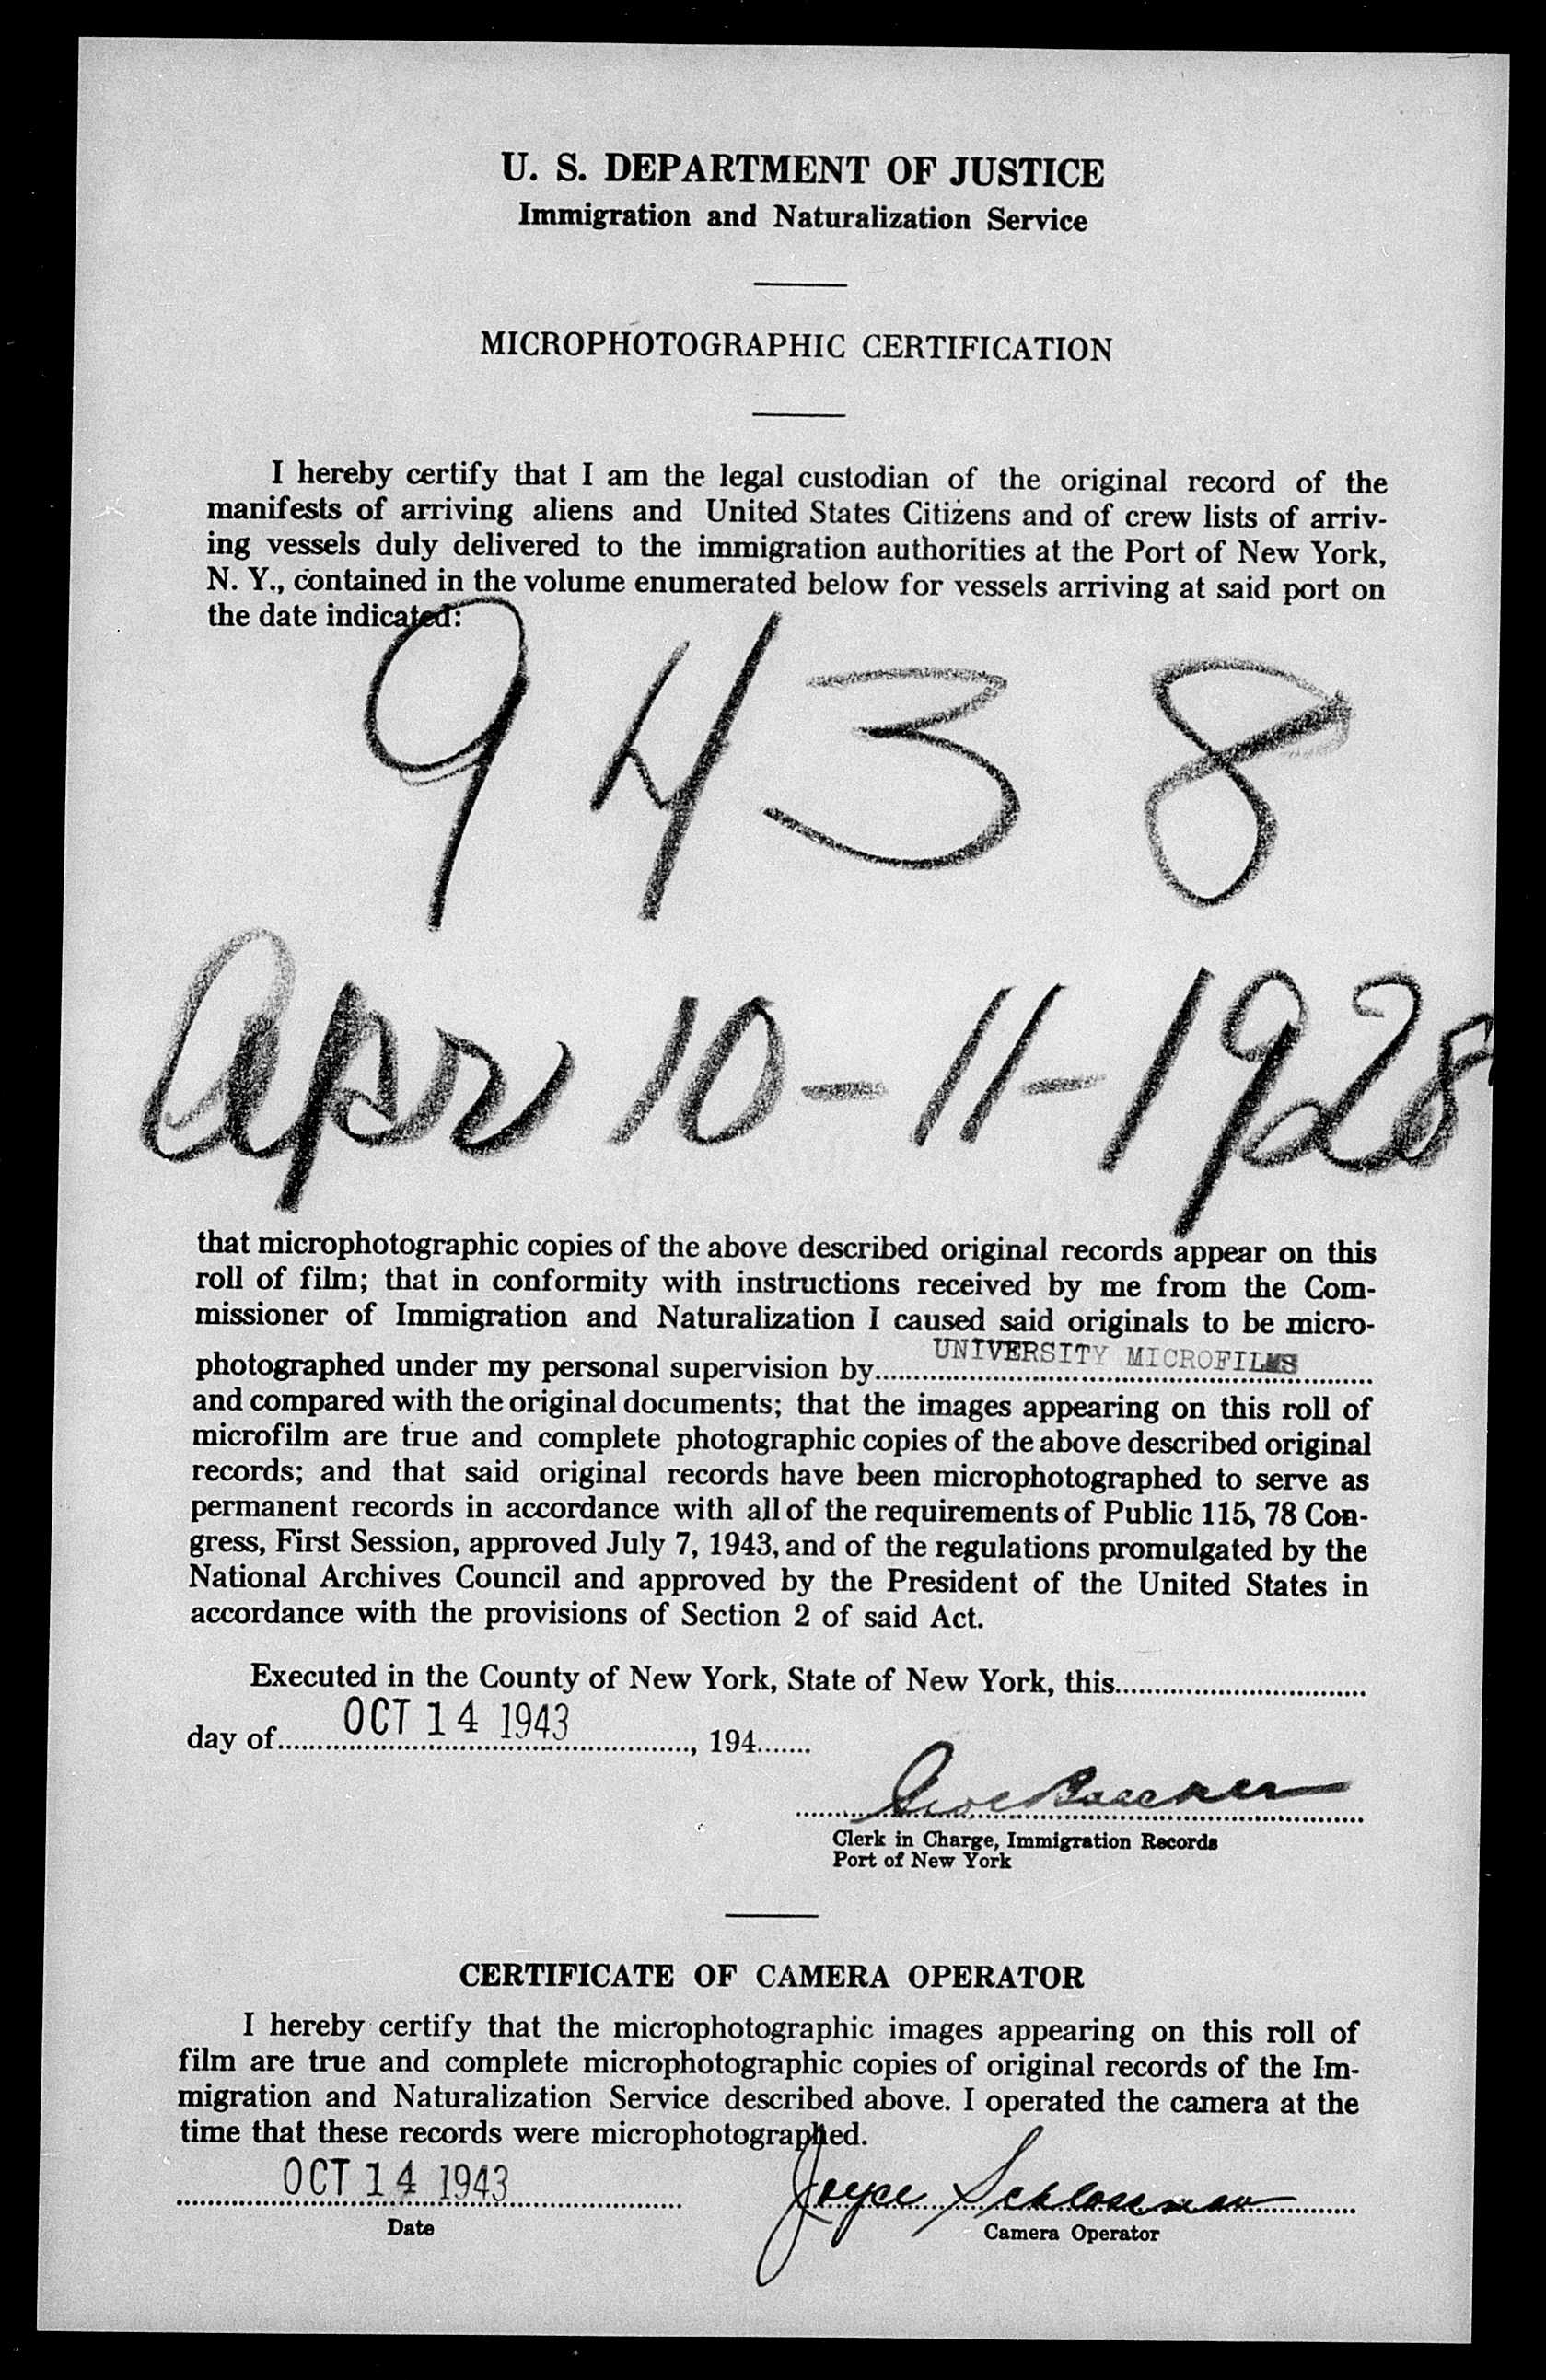 U. S. DEPARTMENT OF JUSTICE
Immigration and Naturalization Service
MICROPHOTOGRAPHIC CERTIFICATION
I hereby certify that I am the legal custodian of the original record of the
manifests of arriving aliens and United States Citizens and of crew lists of arriv-
ing vessels duly delivered to the immigration authorities at the Port of New York,
N. Y., contained in the volume enumerated below for vessels arriving at said port on
the date indicated:
9438
Apr 10-11-1928
that microphotographic copies of the above described original records appear on this
roll of film; that in conformity with instructions received by me from the Com-
missioner of Immigration and Naturalization I caused said originals to be micro-
photographed under my personal supervision by UNIVERSITY MICROFILMS
and compared with the original documents; that the images appearing on this roll of
microfilm are true and complete photographic copies of the above described original
records; and that said original records have been microphotographed to serve as
permanent records in accordance with all of the requirements of Public 115, 78 Con-
gress, First Session, approved July 7, 1943, and of the regulations promulgated by the
National Archives Council and approved by the President of the United States in
accordance with the provisions of Section 2 of said Act.
Executed in the County of New York, State of New York, this
day of OCT 14 1943, 194
Clerk in Charge, Immigration Records
Port of New York
CERTIFICATE OF CAMERA OPERATOR
I hereby certify that the microphotographic images appearing on this roll of
film are true and complete microphotographic copies of original records of the Im-
migration and Naturalization Service described above. I operated the camera at the
time that these records were microphotographed.
OCT 14 1943 Joyce Schlossman
Date Camera Operator